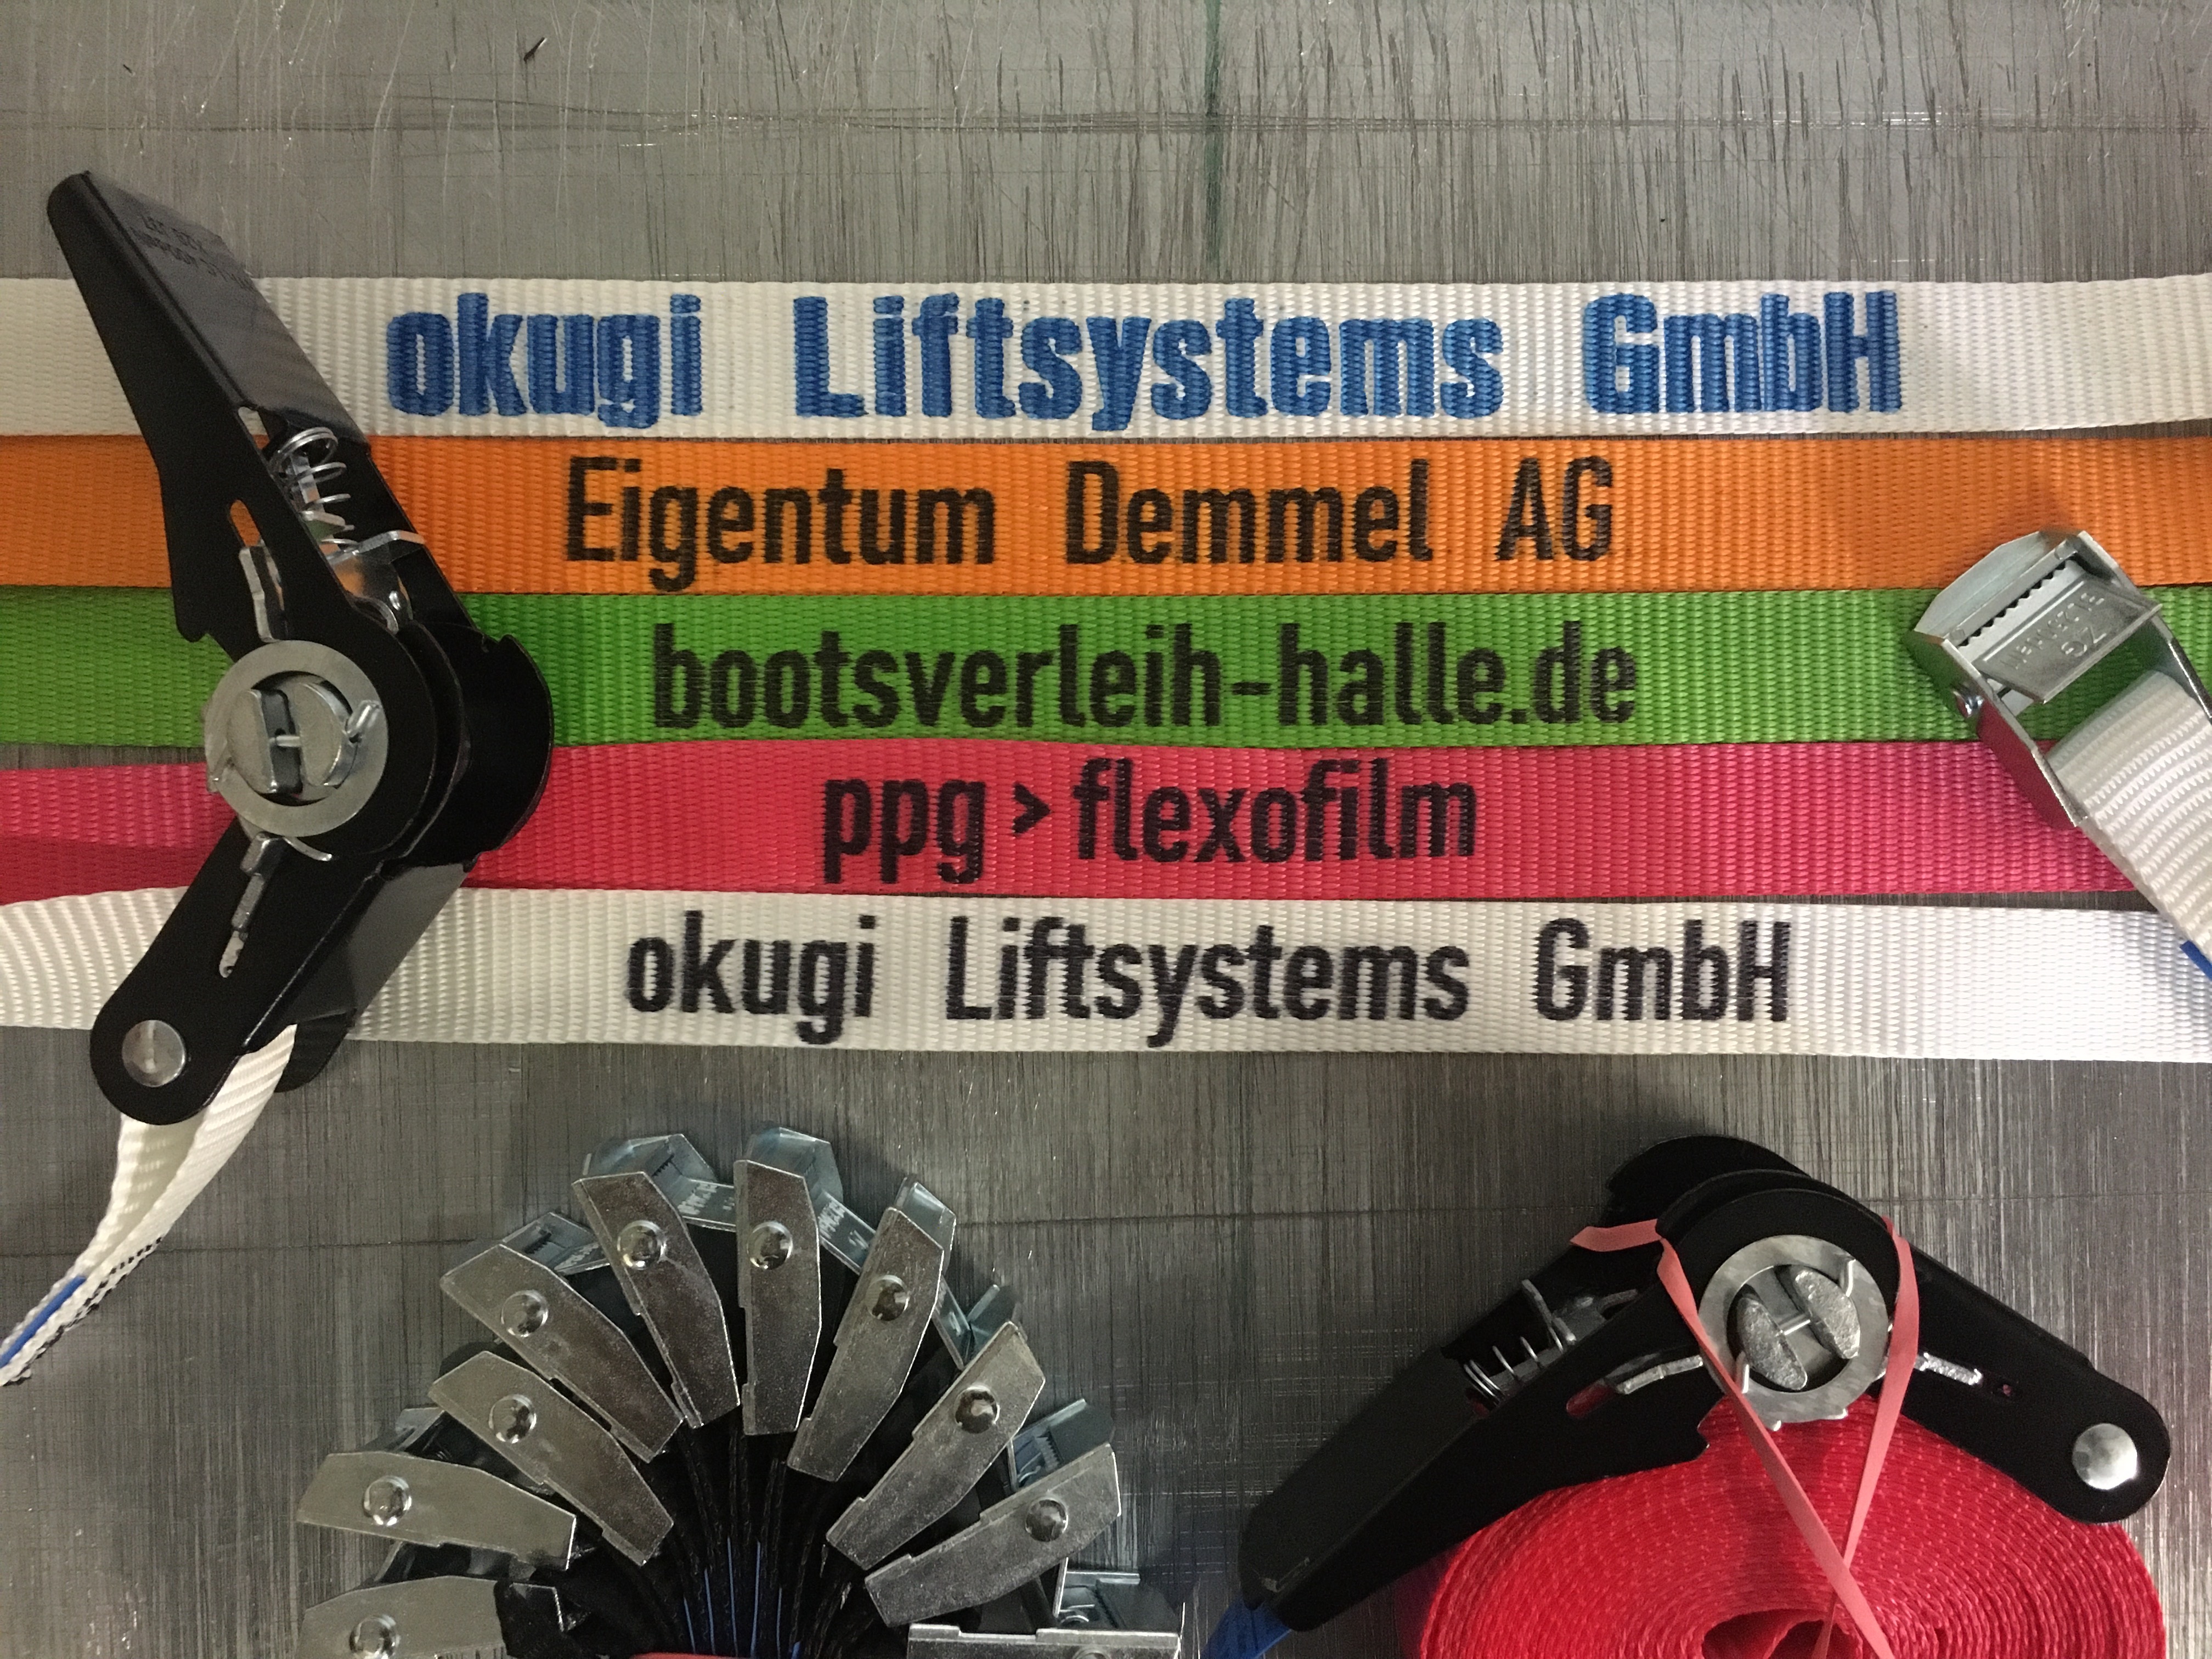 okugi Liftsystems GmbH
Eigentum Demmel AG
bootsverleih-halle.de
ppg > flexofilm
okugi Liftsystems GmbH